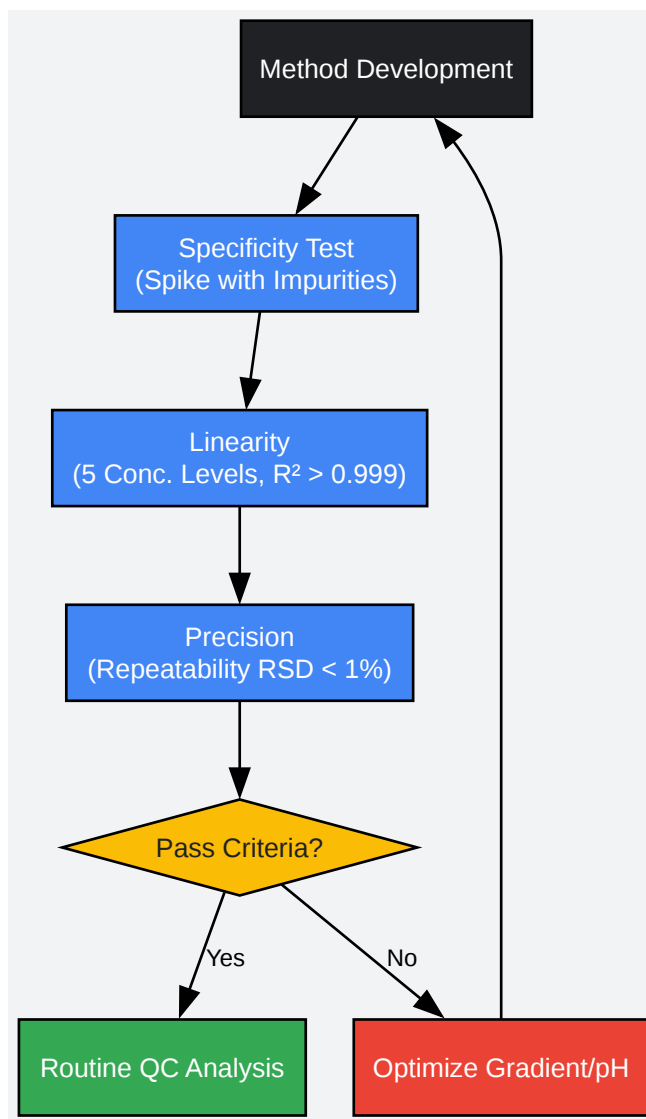 Method Development
Specificity Test
(Spike with Impurities)
Linearity
(5 Conc. Levels, R² > 0.999)
Precision
(Repeatability RSD < 1%)
Pass Criteria?
Yes
No
Routine QC Analysis
Optimize Gradient/pH